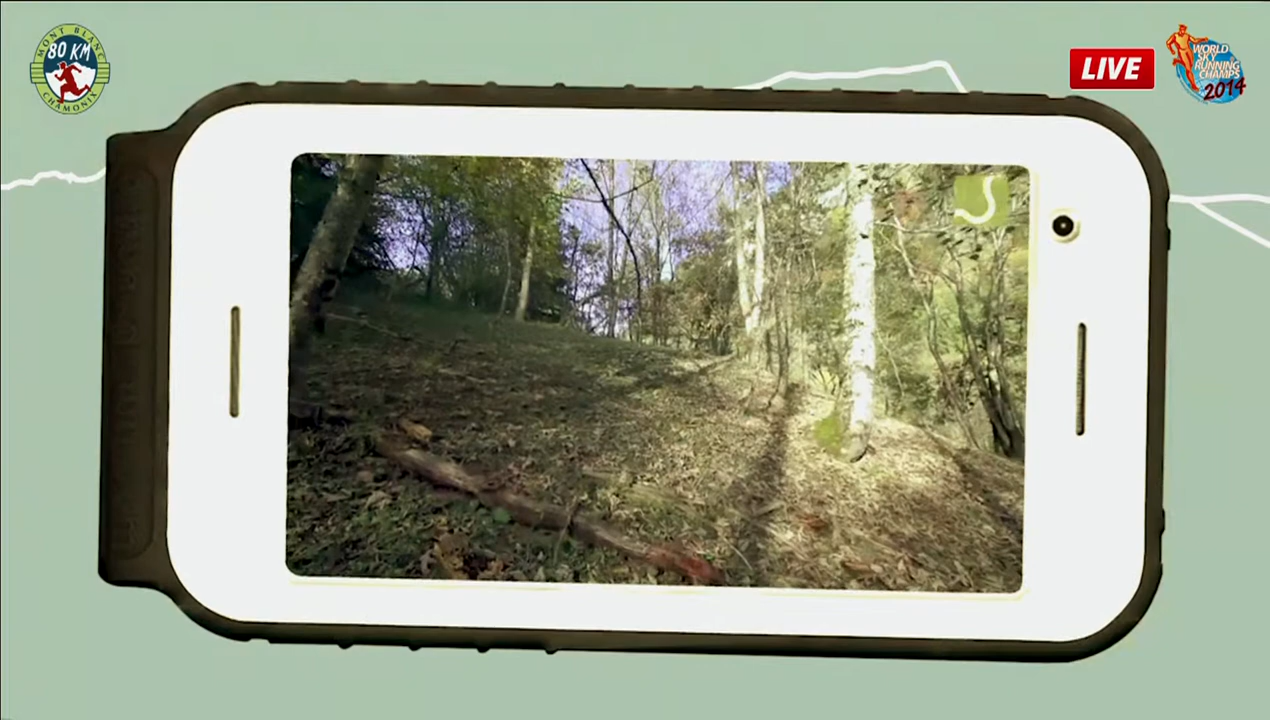 MONT BLANC
80 KM
CHAMONIX
LIVE
WORLD
SKY
RUNNING
CHAMPS
2014